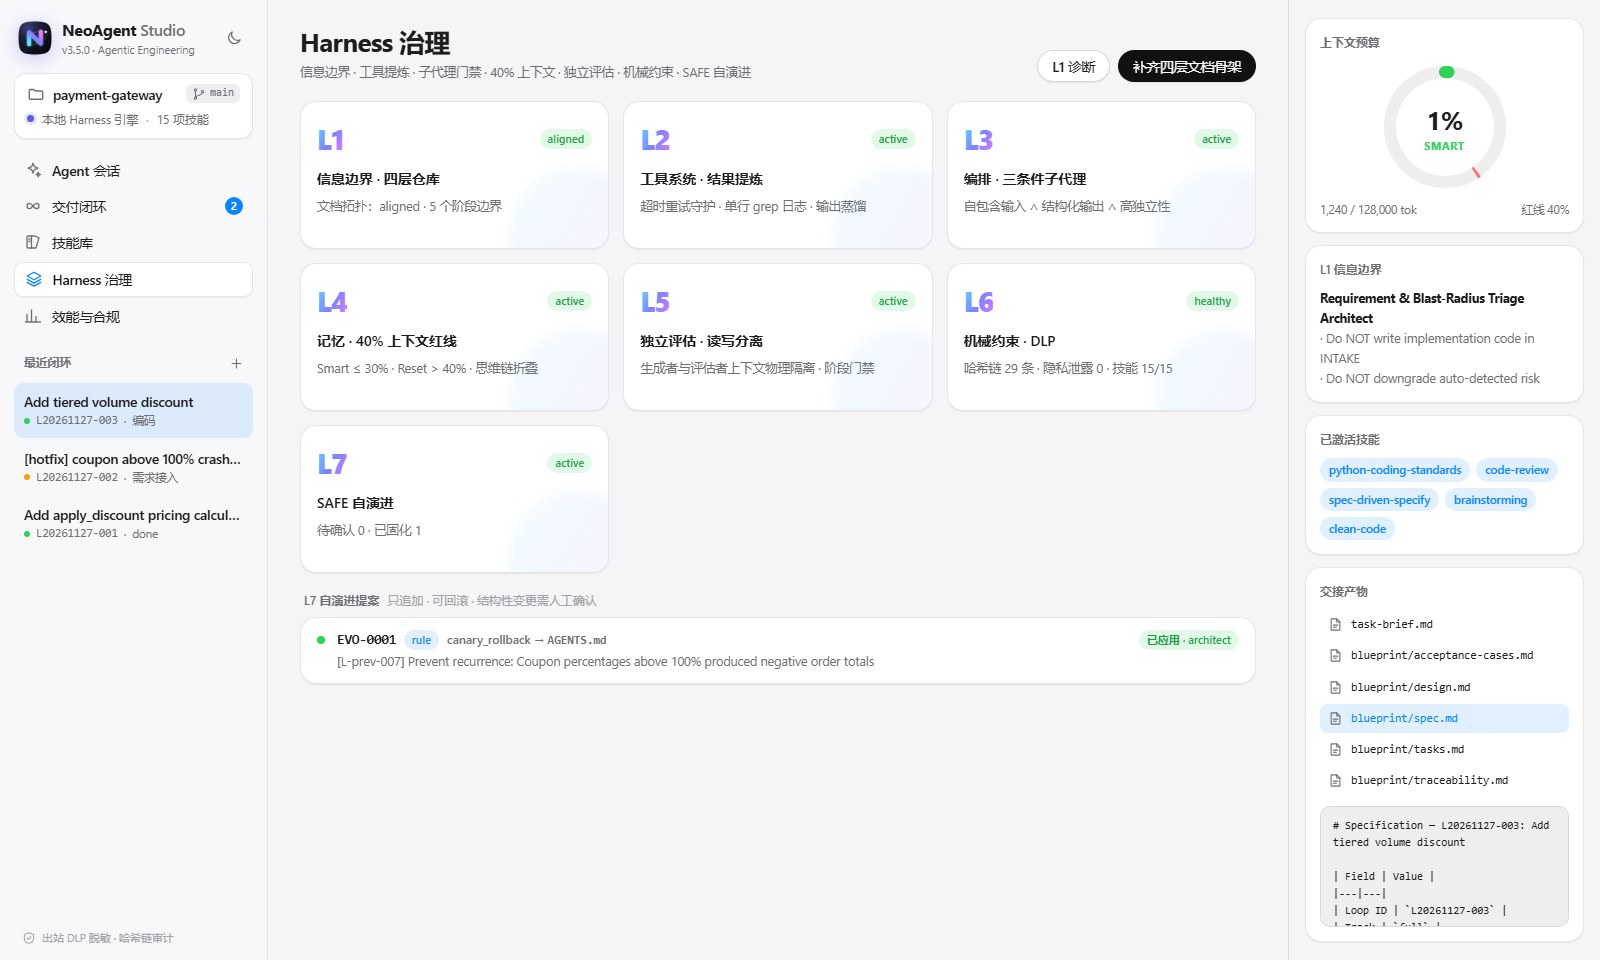 NeoAgent Studio
v3.5.0 · Agentic Engineering
payment-gateway
main
本地 Harness 引擎 · 15 项技能
Agent 会话
交付闭环
2
技能库
Harness 治理
效能与合规
最近闭环
Add tiered volume discount
L20261127-003 · 编码
[hotfix] coupon above 100% crash...
L20261127-002 · 需求接入
Add apply_discount pricing calcul...
L20261127-001 · done
出站 DLP 脱敏 · 哈希链审计
Harness 治理
信息边界 · 工具提炼 · 子代理门禁 · 40% 上下文 · 独立评估 · 机械约束 · SAFE 自演进
L1 诊断
补齐四层文档骨架
L1
aligned
信息边界 · 四层仓库
文档拓扑：aligned · 5 个阶段边界
L2
active
工具系统 · 结果提炼
超时重试守护 · 单行 grep 日志 · 输出蒸馏
L3
active
编排 · 三条件子代理
自包含输入 ∧ 结构化输出 ∧ 高独立性
L4
active
记忆 · 40% 上下文红线
Smart ≤ 30% · Reset > 40% · 思维链折叠
L5
active
独立评估 · 读写分离
生成者与评估者上下文物理隔离 · 阶段门禁
L6
healthy
机械约束 · DLP
哈希链 29 条 · 隐私泄露 0 · 技能 15/15
L7
active
SAFE 自演进
待确认 0 · 已固化 1
L7 自演进提案 只追加 · 可回滚 · 结构性变更需人工确认
EVO-0001 rule canary_rollback → AGENTS.md
已应用 · architect
[L-prev-007] Prevent recurrence: Coupon percentages above 100% produced negative order totals
上下文预算
1%
SMART
1,240 / 128,000 tok
红线 40%
L1 信息边界
Requirement & Blast-Radius Triage
Architect
· Do NOT write implementation code in
INTAKE
· Do NOT downgrade auto-detected risk
已激活技能
python-coding-standards
code-review
spec-driven-specify
brainstorming
clean-code
交接产物
task-brief.md
blueprint/acceptance-cases.md
blueprint/design.md
blueprint/spec.md
blueprint/tasks.md
blueprint/traceability.md
# Specification — L20261127-003: Add
tiered volume discount
| Field | Value |
|---|---|
| Loop ID | `L20261127-003` |
| Track | `full` |